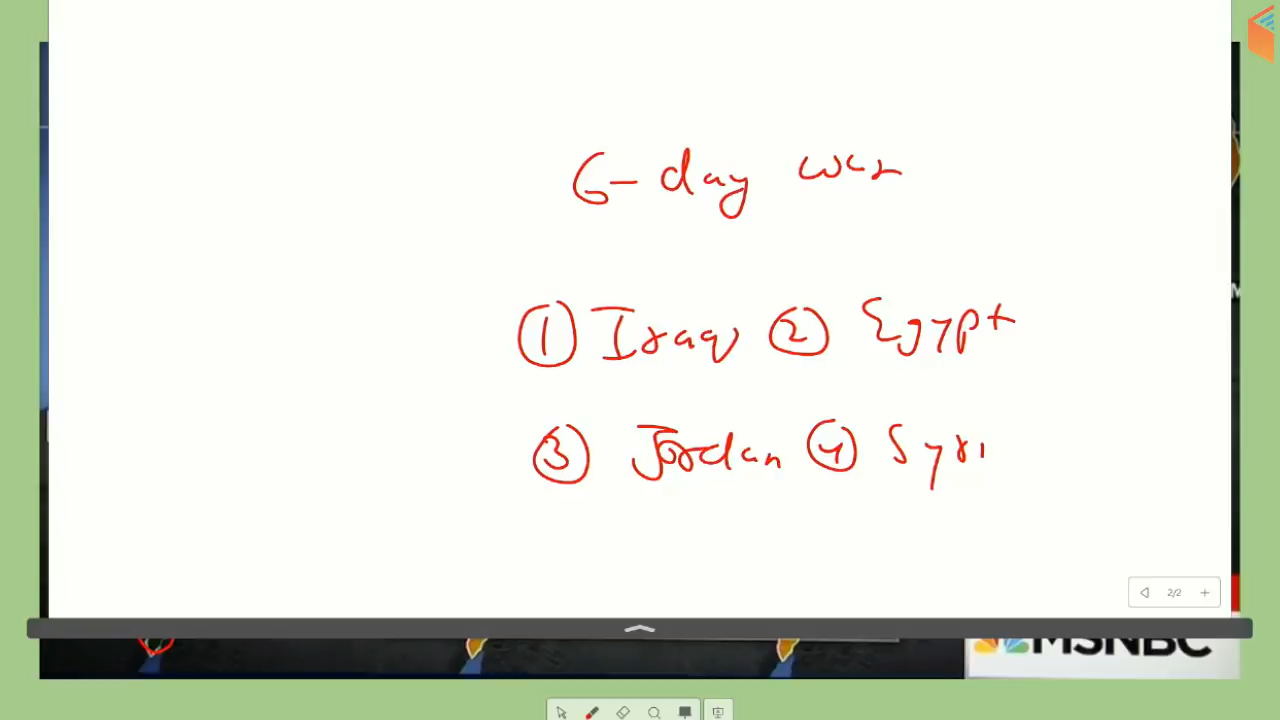 6- day war
① Iraq ② Egypt
③ Jordan ④ Syri
2/2
MSNBC